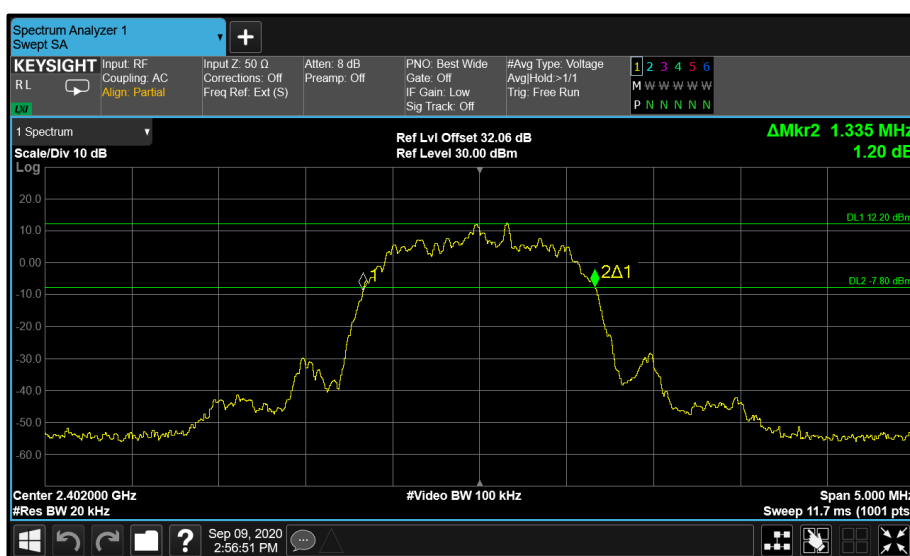 Spectrum Analyzer 1
Swept SA
KEYSIGHT
R L
LXI
Input: RF
Coupling: AC
Align: Partial
Input Z: 50 Ω
Corrections: Off
Freq Ref: Ext (S)
Atten: 8 dB
Preamp: Off
PNO: Best Wide
Gate: Off
IF Gain: Low
Sig Track: Off
#Avg Type: Voltage
Avg|Hold:>1/1
Trig: Free Run
1 2 3 4 5 6
M W W W W W
P N N N N N
1 Spectrum
Scale/Div 10 dB
Ref Lvl Offset 32.06 dB
Ref Level 30.00 dBm
ΔMkr2 1.335 MHz
1.20 dB
Log
20.0
10.0
0.00
-10.0
-20.0
-30.0
-40.0
-50.0
-60.0
DL1 12.20 dBm
1
2Δ1
DL2 -7.80 dBm
Center 2.402000 GHz
#Res BW 20 kHz
#Video BW 100 kHz
Span 5.000 MHz
Sweep 11.7 ms (1001 pts
?
Sep 09, 2020
2:56:51 PM